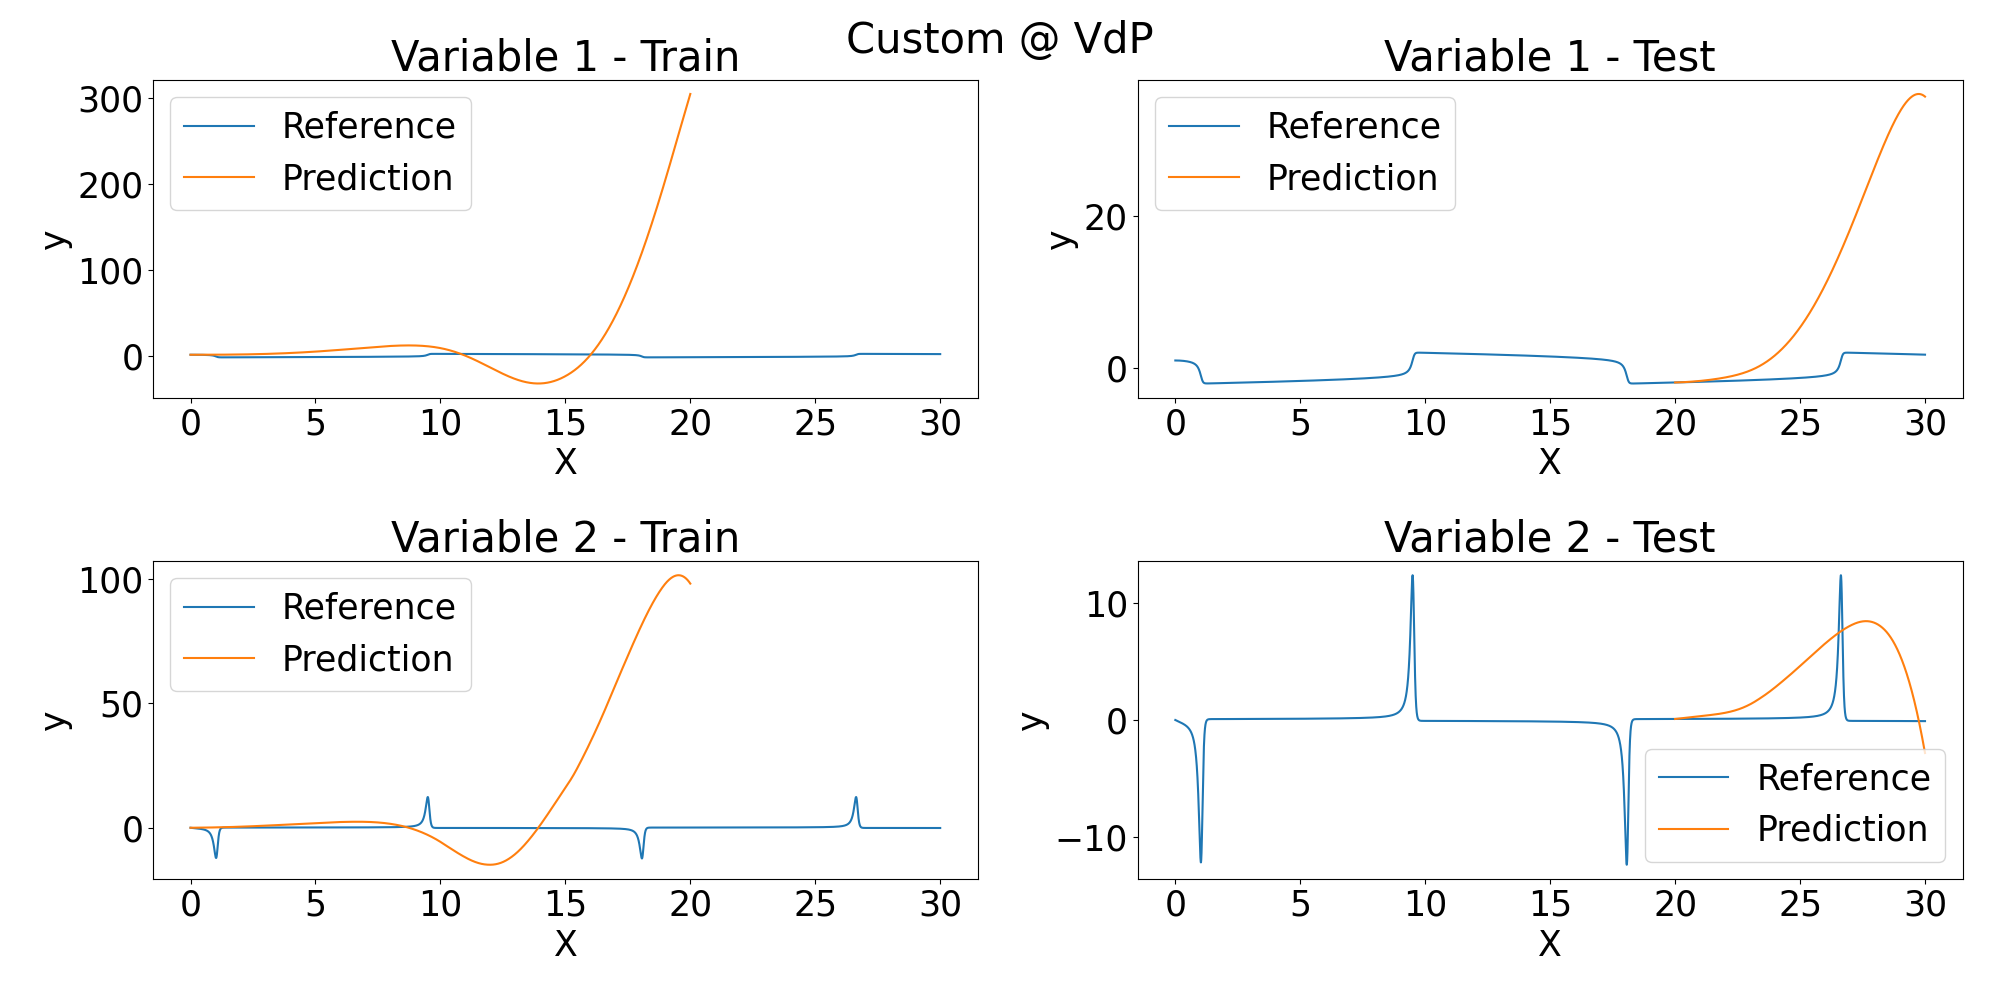 Custom @ VdP
Variable 1 - Train
300
200
100
0
y
Reference
Prediction
0 5 10 15 20 25 30
X
Variable 1 - Test
20
0
y
Reference
Prediction
0 5 10 15 20 25 30
X
Variable 2 - Train
100
50
0
y
Reference
Prediction
0 5 10 15 20 25 30
X
Variable 2 - Test
10
0
−10
y
Reference
Prediction
0 5 10 15 20 25 30
X